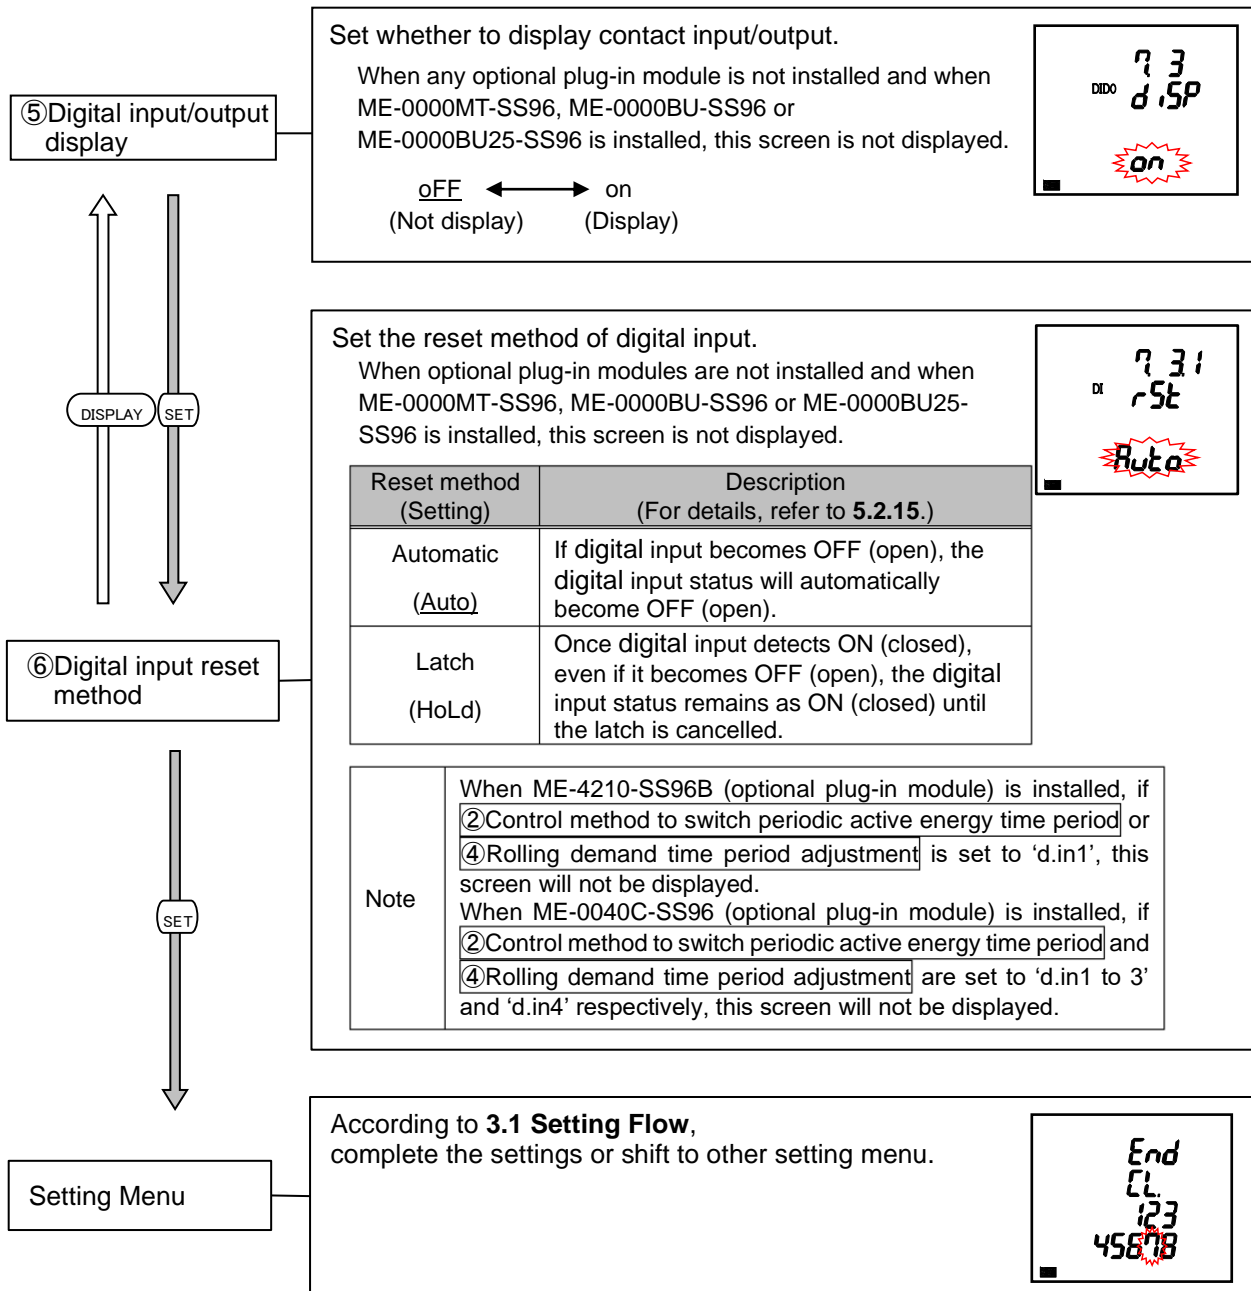 Set whether to display contact input/output.
When any optional plug-in module is not installed and when
ME-0000MT-SS96, ME-0000BU-SS96 or
ME-0000BU25-SS96 is installed, this screen is not displayed.
oFF on
(Not display) (Display)
7. 3
DIDO diSP
on
⑤Digital input/output
display
DISPLAY SET
Set the reset method of digital input.
When optional plug-in modules are not installed and when
ME-0000MT-SS96, ME-0000BU-SS96 or ME-0000BU25-
SS96 is installed, this screen is not displayed.
7. 3.1
DI rSt
Auto
Reset method
(Setting)
Description
(For details, refer to 5.2.15.)
Automatic
(Auto)
If digital input becomes OFF (open), the
digital input status will automatically
become OFF (open).
Latch
(HoLd)
Once digital input detects ON (closed),
even if it becomes OFF (open), the digital
input status remains as ON (closed) until
the latch is cancelled.
⑥Digital input reset
method
Note
When ME-4210-SS96B (optional plug-in module) is installed, if
②Control method to switch periodic active energy time period or
④Rolling demand time period adjustment is set to ‘d.in1’, this
screen will not be displayed.
When ME-0040C-SS96 (optional plug-in module) is installed, if
②Control method to switch periodic active energy time period and
④Rolling demand time period adjustment are set to ‘d.in1 to 3’
and ‘d.in4’ respectively, this screen will not be displayed.
SET
Setting Menu
According to 3.1 Setting Flow,
complete the settings or shift to other setting menu.
End
CL.
123
45678